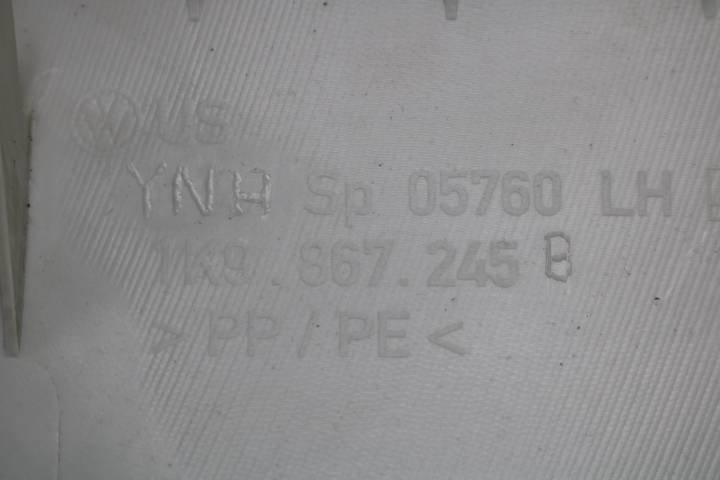 US
YNH Sp 05760 LH
1K9.867.245 B
>PP/PE<